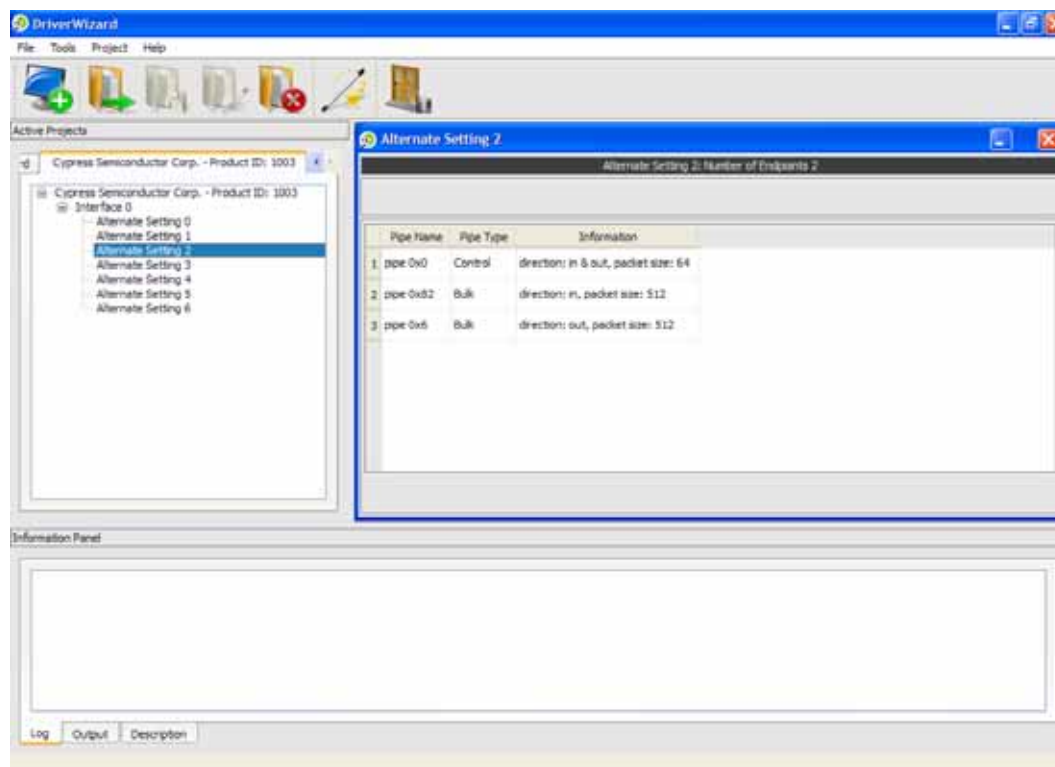 DriverWizard
File Tools Project Help
Active Projects
Alternate Setting 2
Cypress Semiconductor Corp. - Product ID: 1003
Alternate Setting 2: Number of Endpoints 2
Cypress Semiconductor Corp. - Product ID: 1003
Interface 0
Alternate Setting 0
Alternate Setting 1
Alternate Setting 2
Alternate Setting 3
Alternate Setting 4
Alternate Setting 5
Alternate Setting 6
Pipe Name Pipe Type Information
1 pipe 0x0 Control direction: in & out, packet size: 64
2 pipe 0x82 Bulk direction: in, packet size: 512
3 pipe 0x6 Bulk direction: out, packet size: 512
Information Panel
Log Output Description